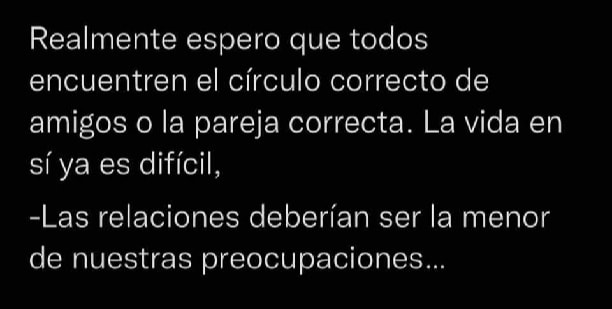 Realmente espero que todos
encuentren el círculo correcto de
amigos o la pareja correcta. La vida en
sí ya es difícil,
-Las relaciones deberían ser la menor
de nuestras preocupaciones...